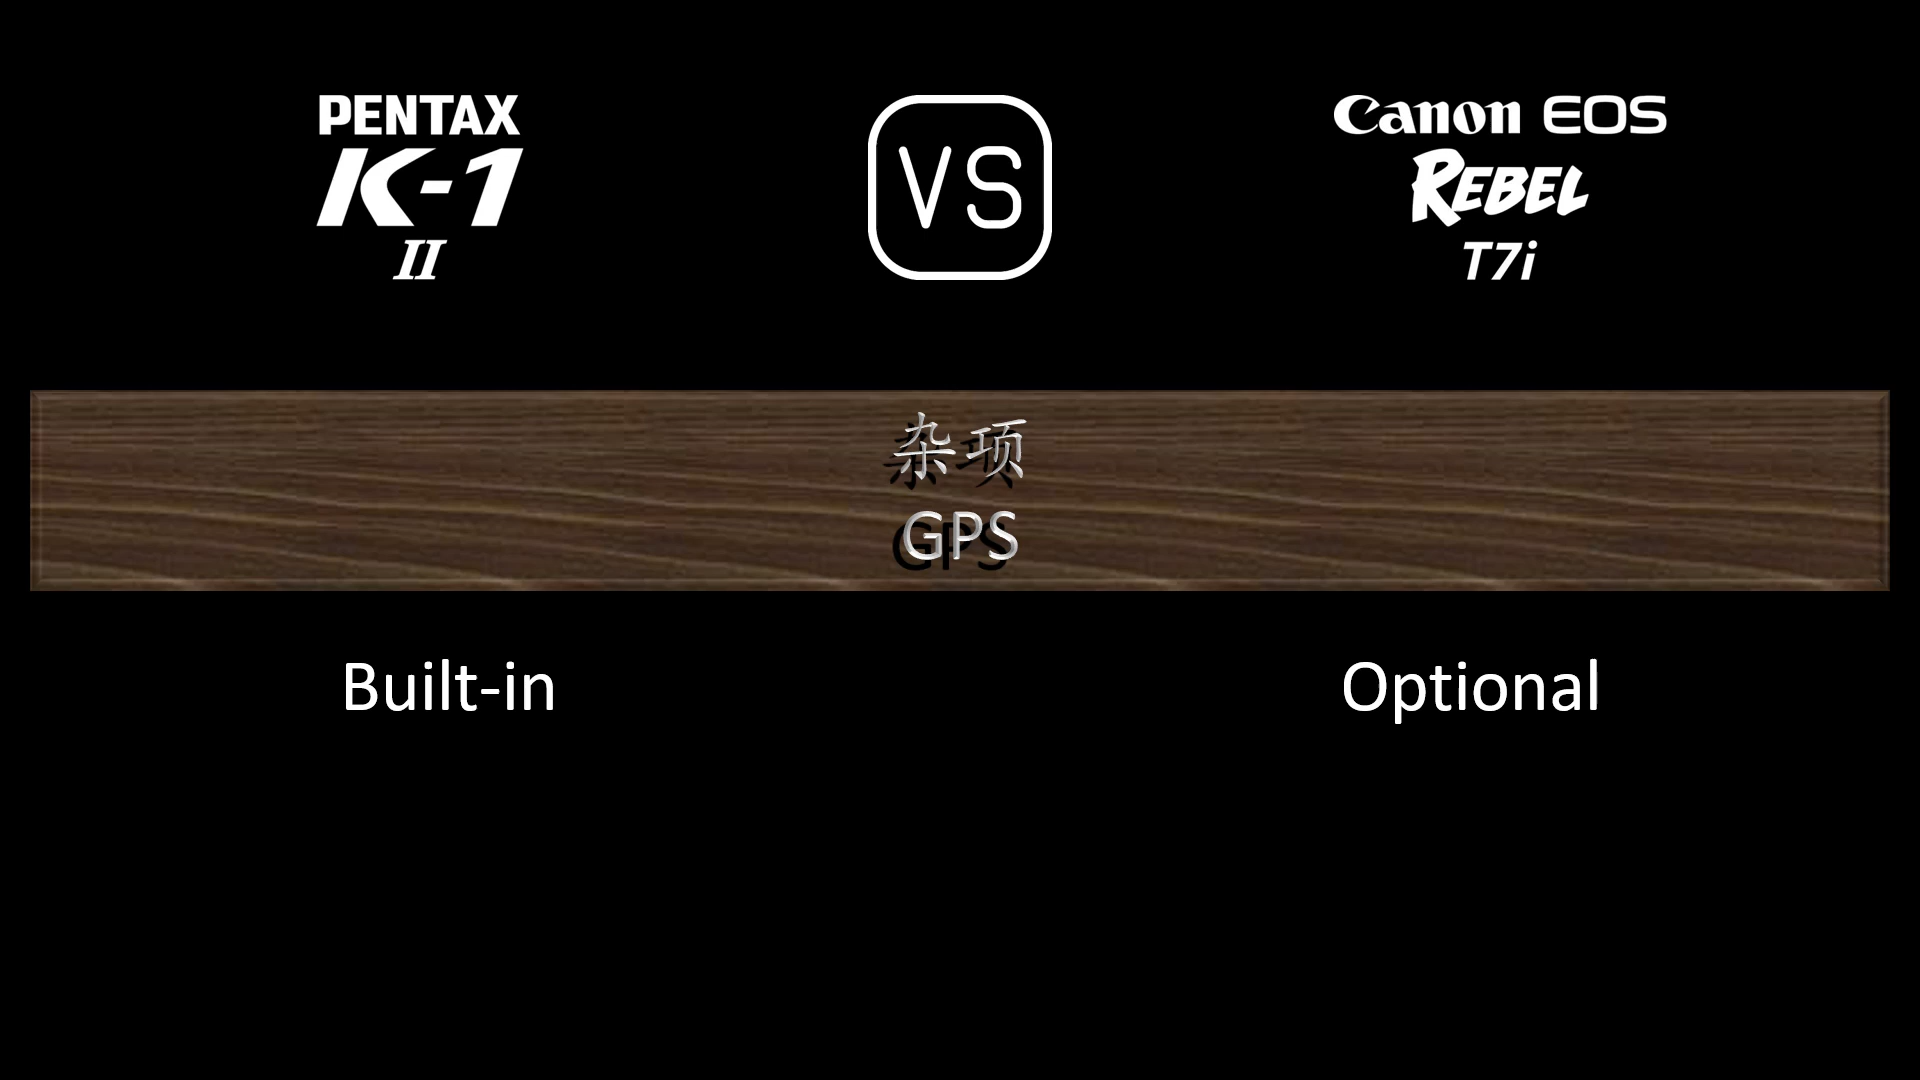 PENTAX
K-1
II
VS
Canon EOS
REBEL
T7i
杂项
GPS
Built-in
Optional